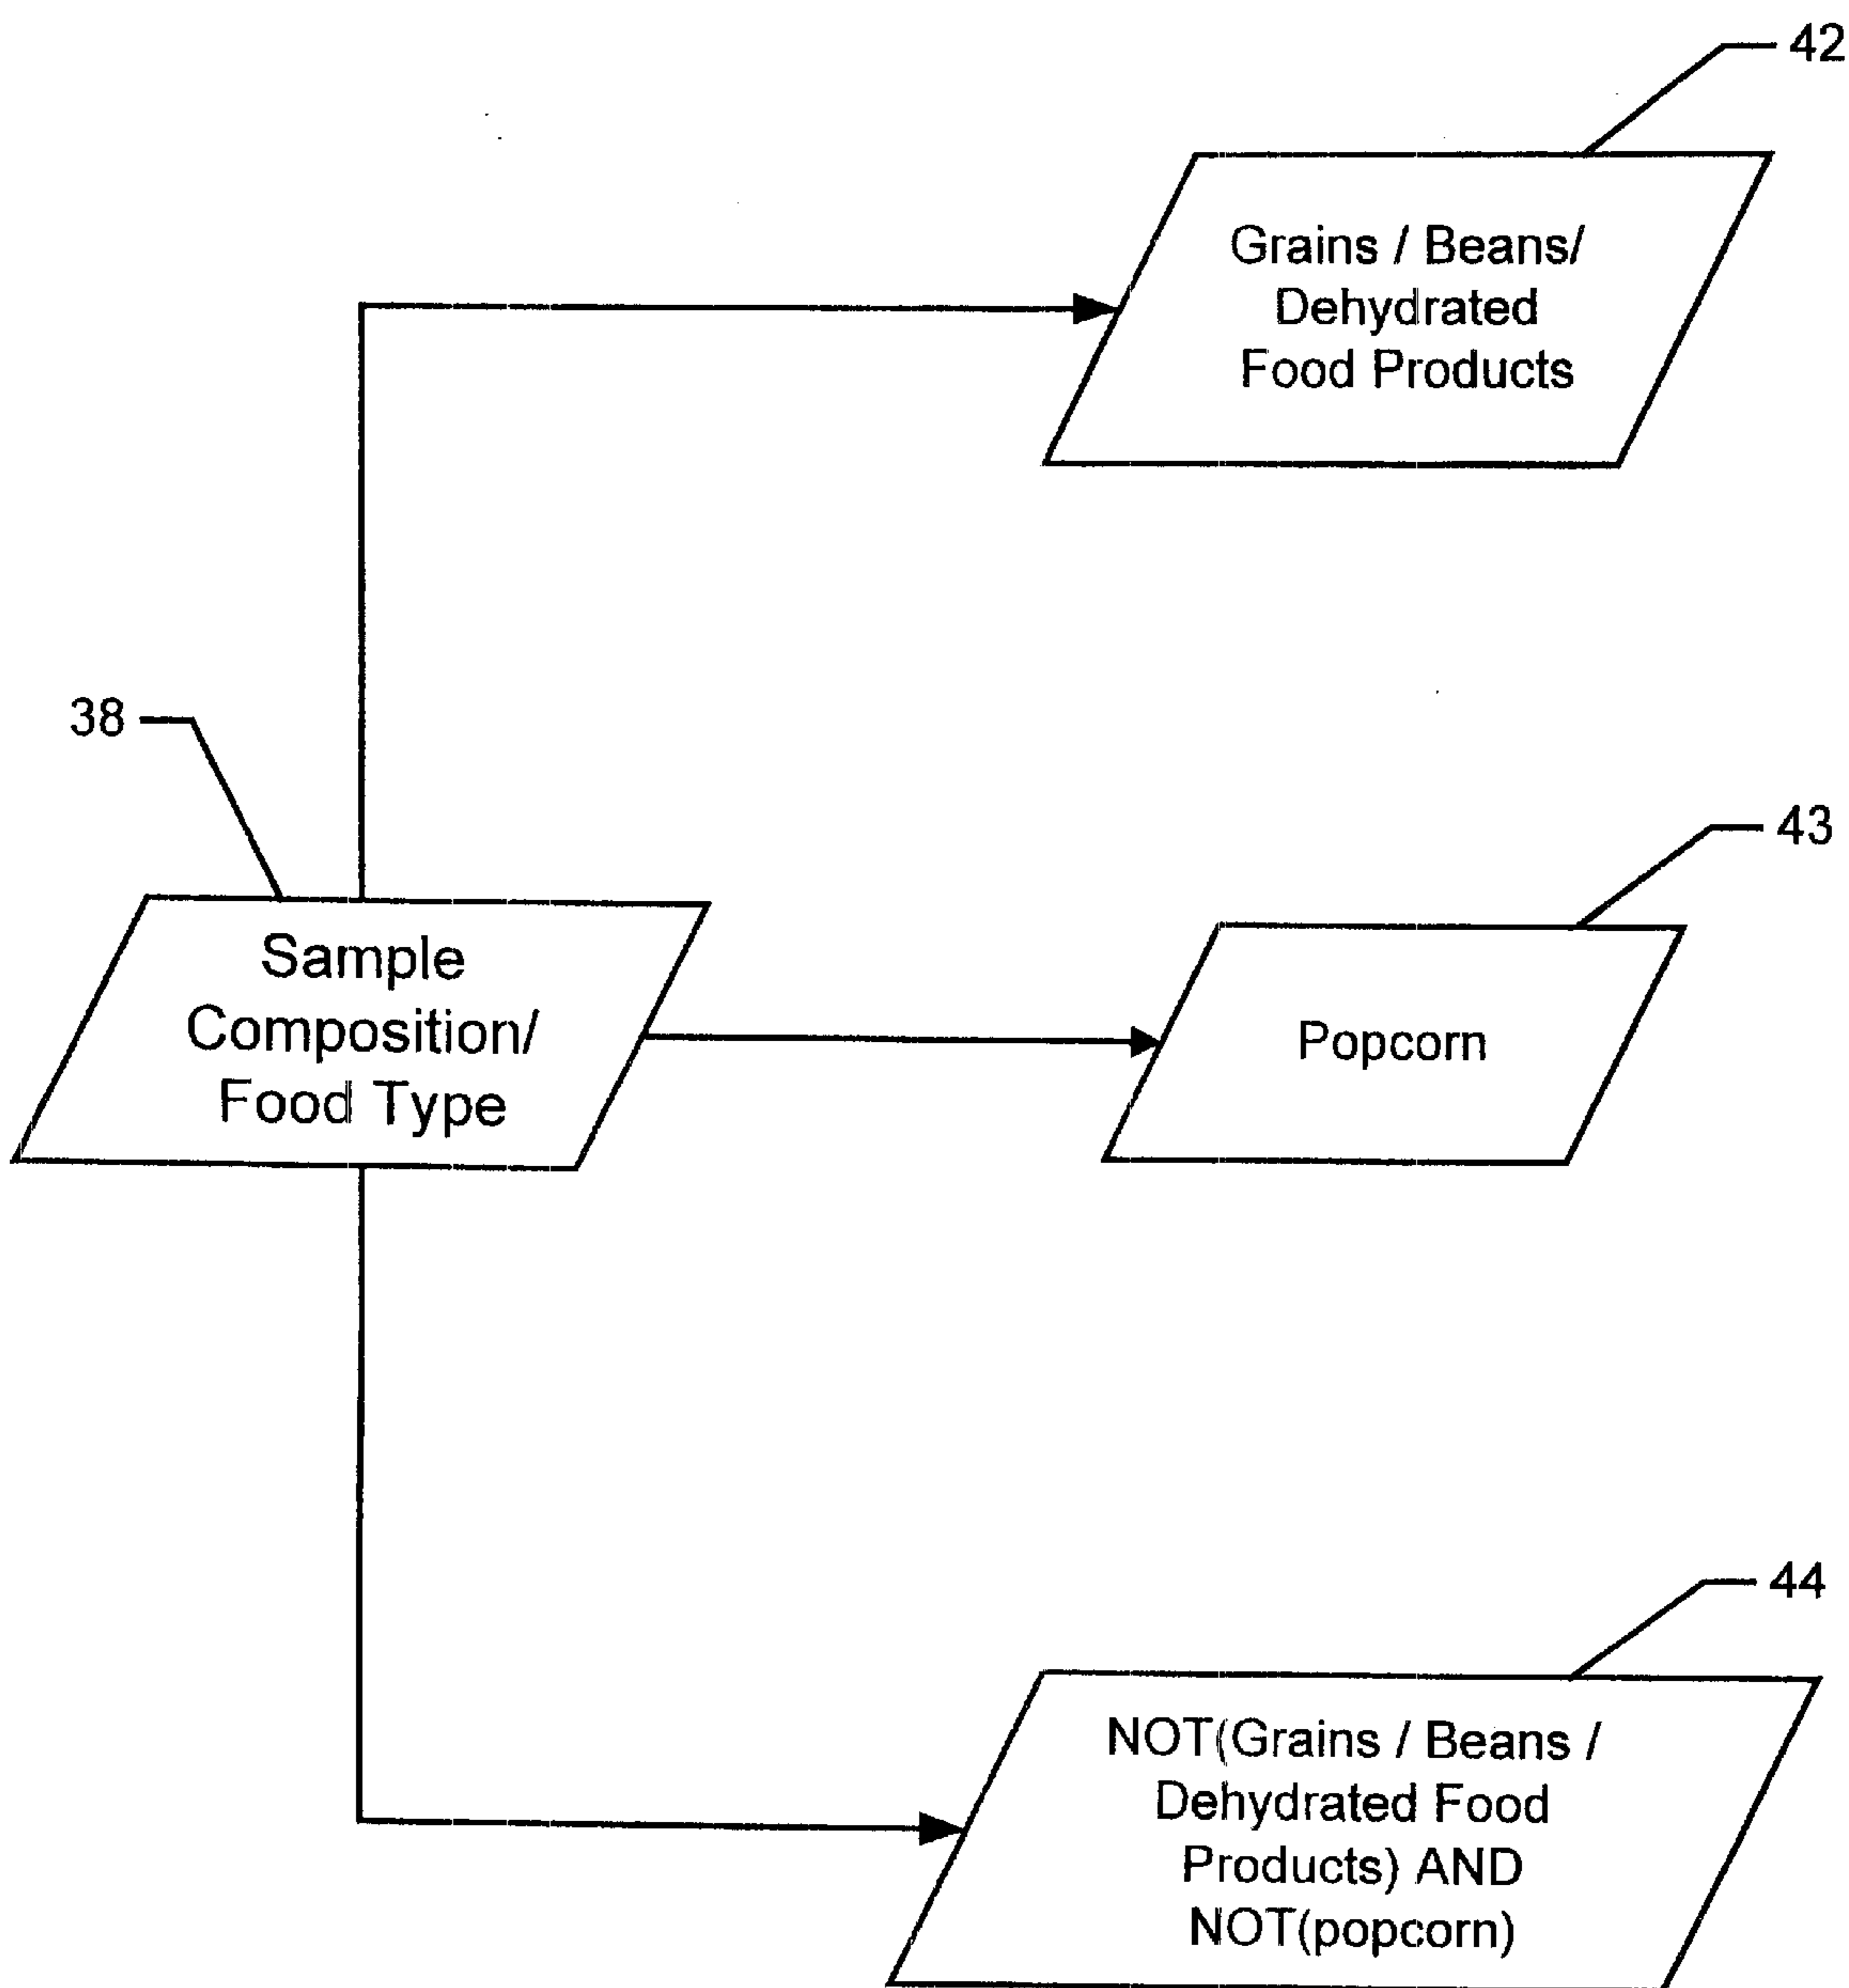 42
Grains / Beans/
Dehydrated
Food Products
38
43
Sample
Composition/
Food Type
Popcorn
44
NOT(Grains / Beans /
Dehydrated Food
Products) AND
NOT(popcorn)